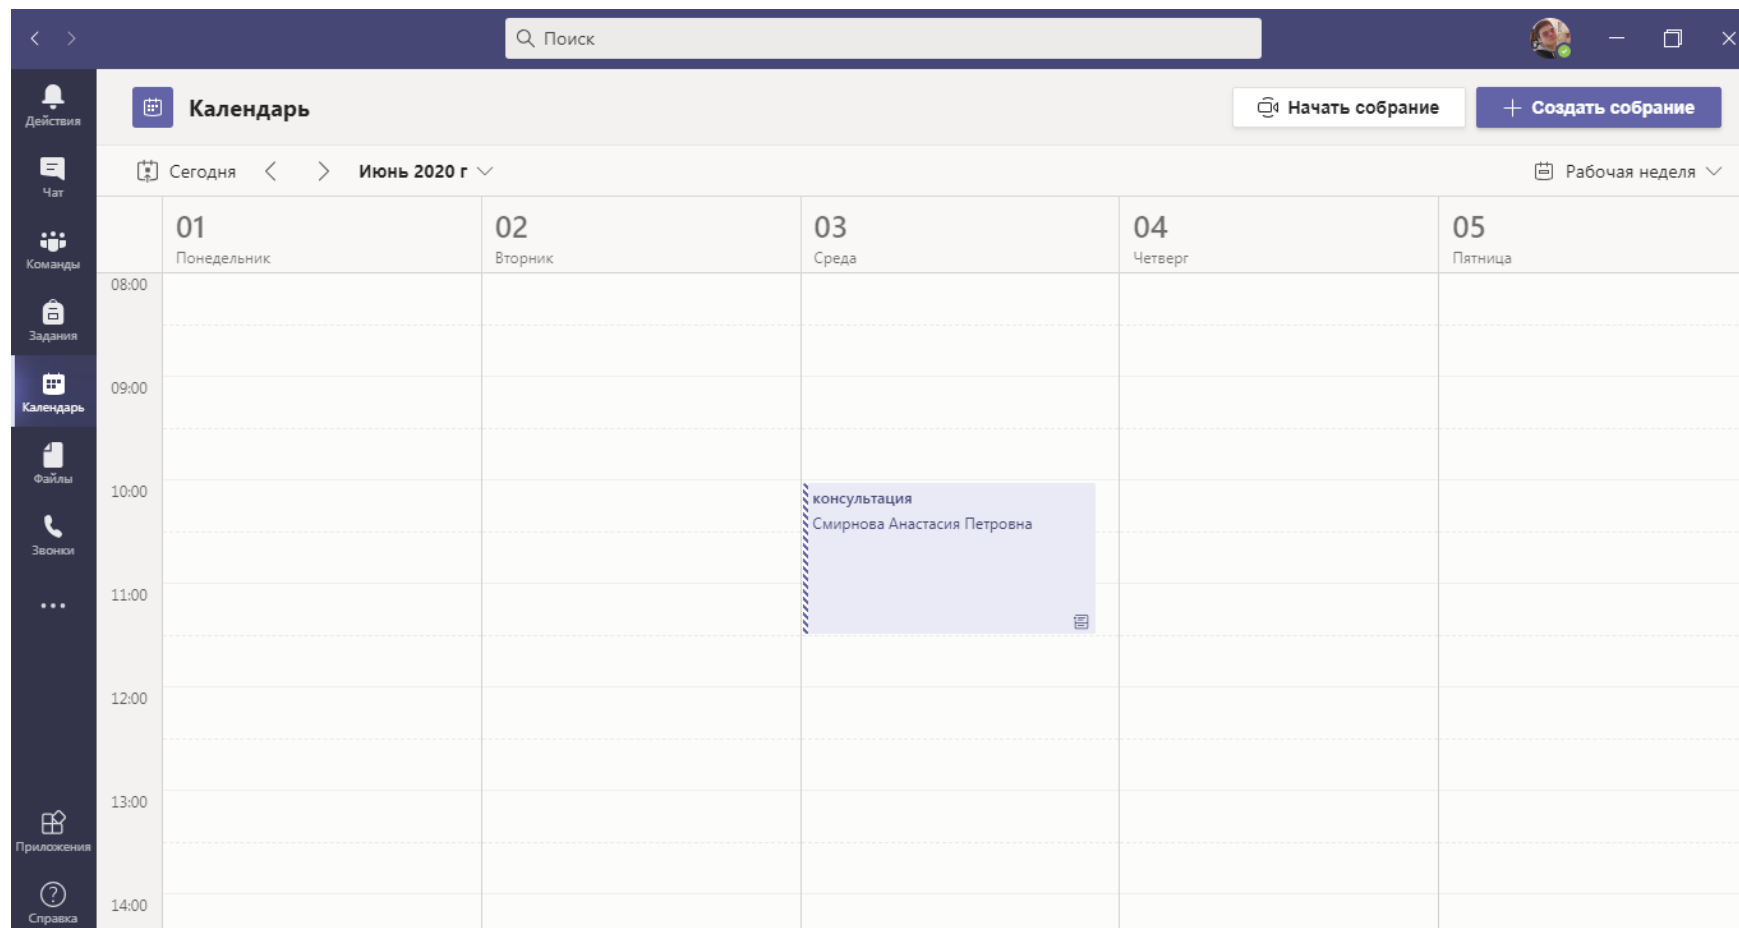 Поиск
Действия
Чат
Команды
Задания
Календарь
Файлы
Звонки
Приложения
Справка
Календарь
Начать собрание
Создать собрание
Сегодня
Июнь 2020 г
Рабочая неделя
01
Понедельник
02
Вторник
03
Среда
04
Четверг
05
Пятница
08:00
09:00
10:00
консультация
Смирнова Анастасия Петровна
11:00
12:00
13:00
14:00